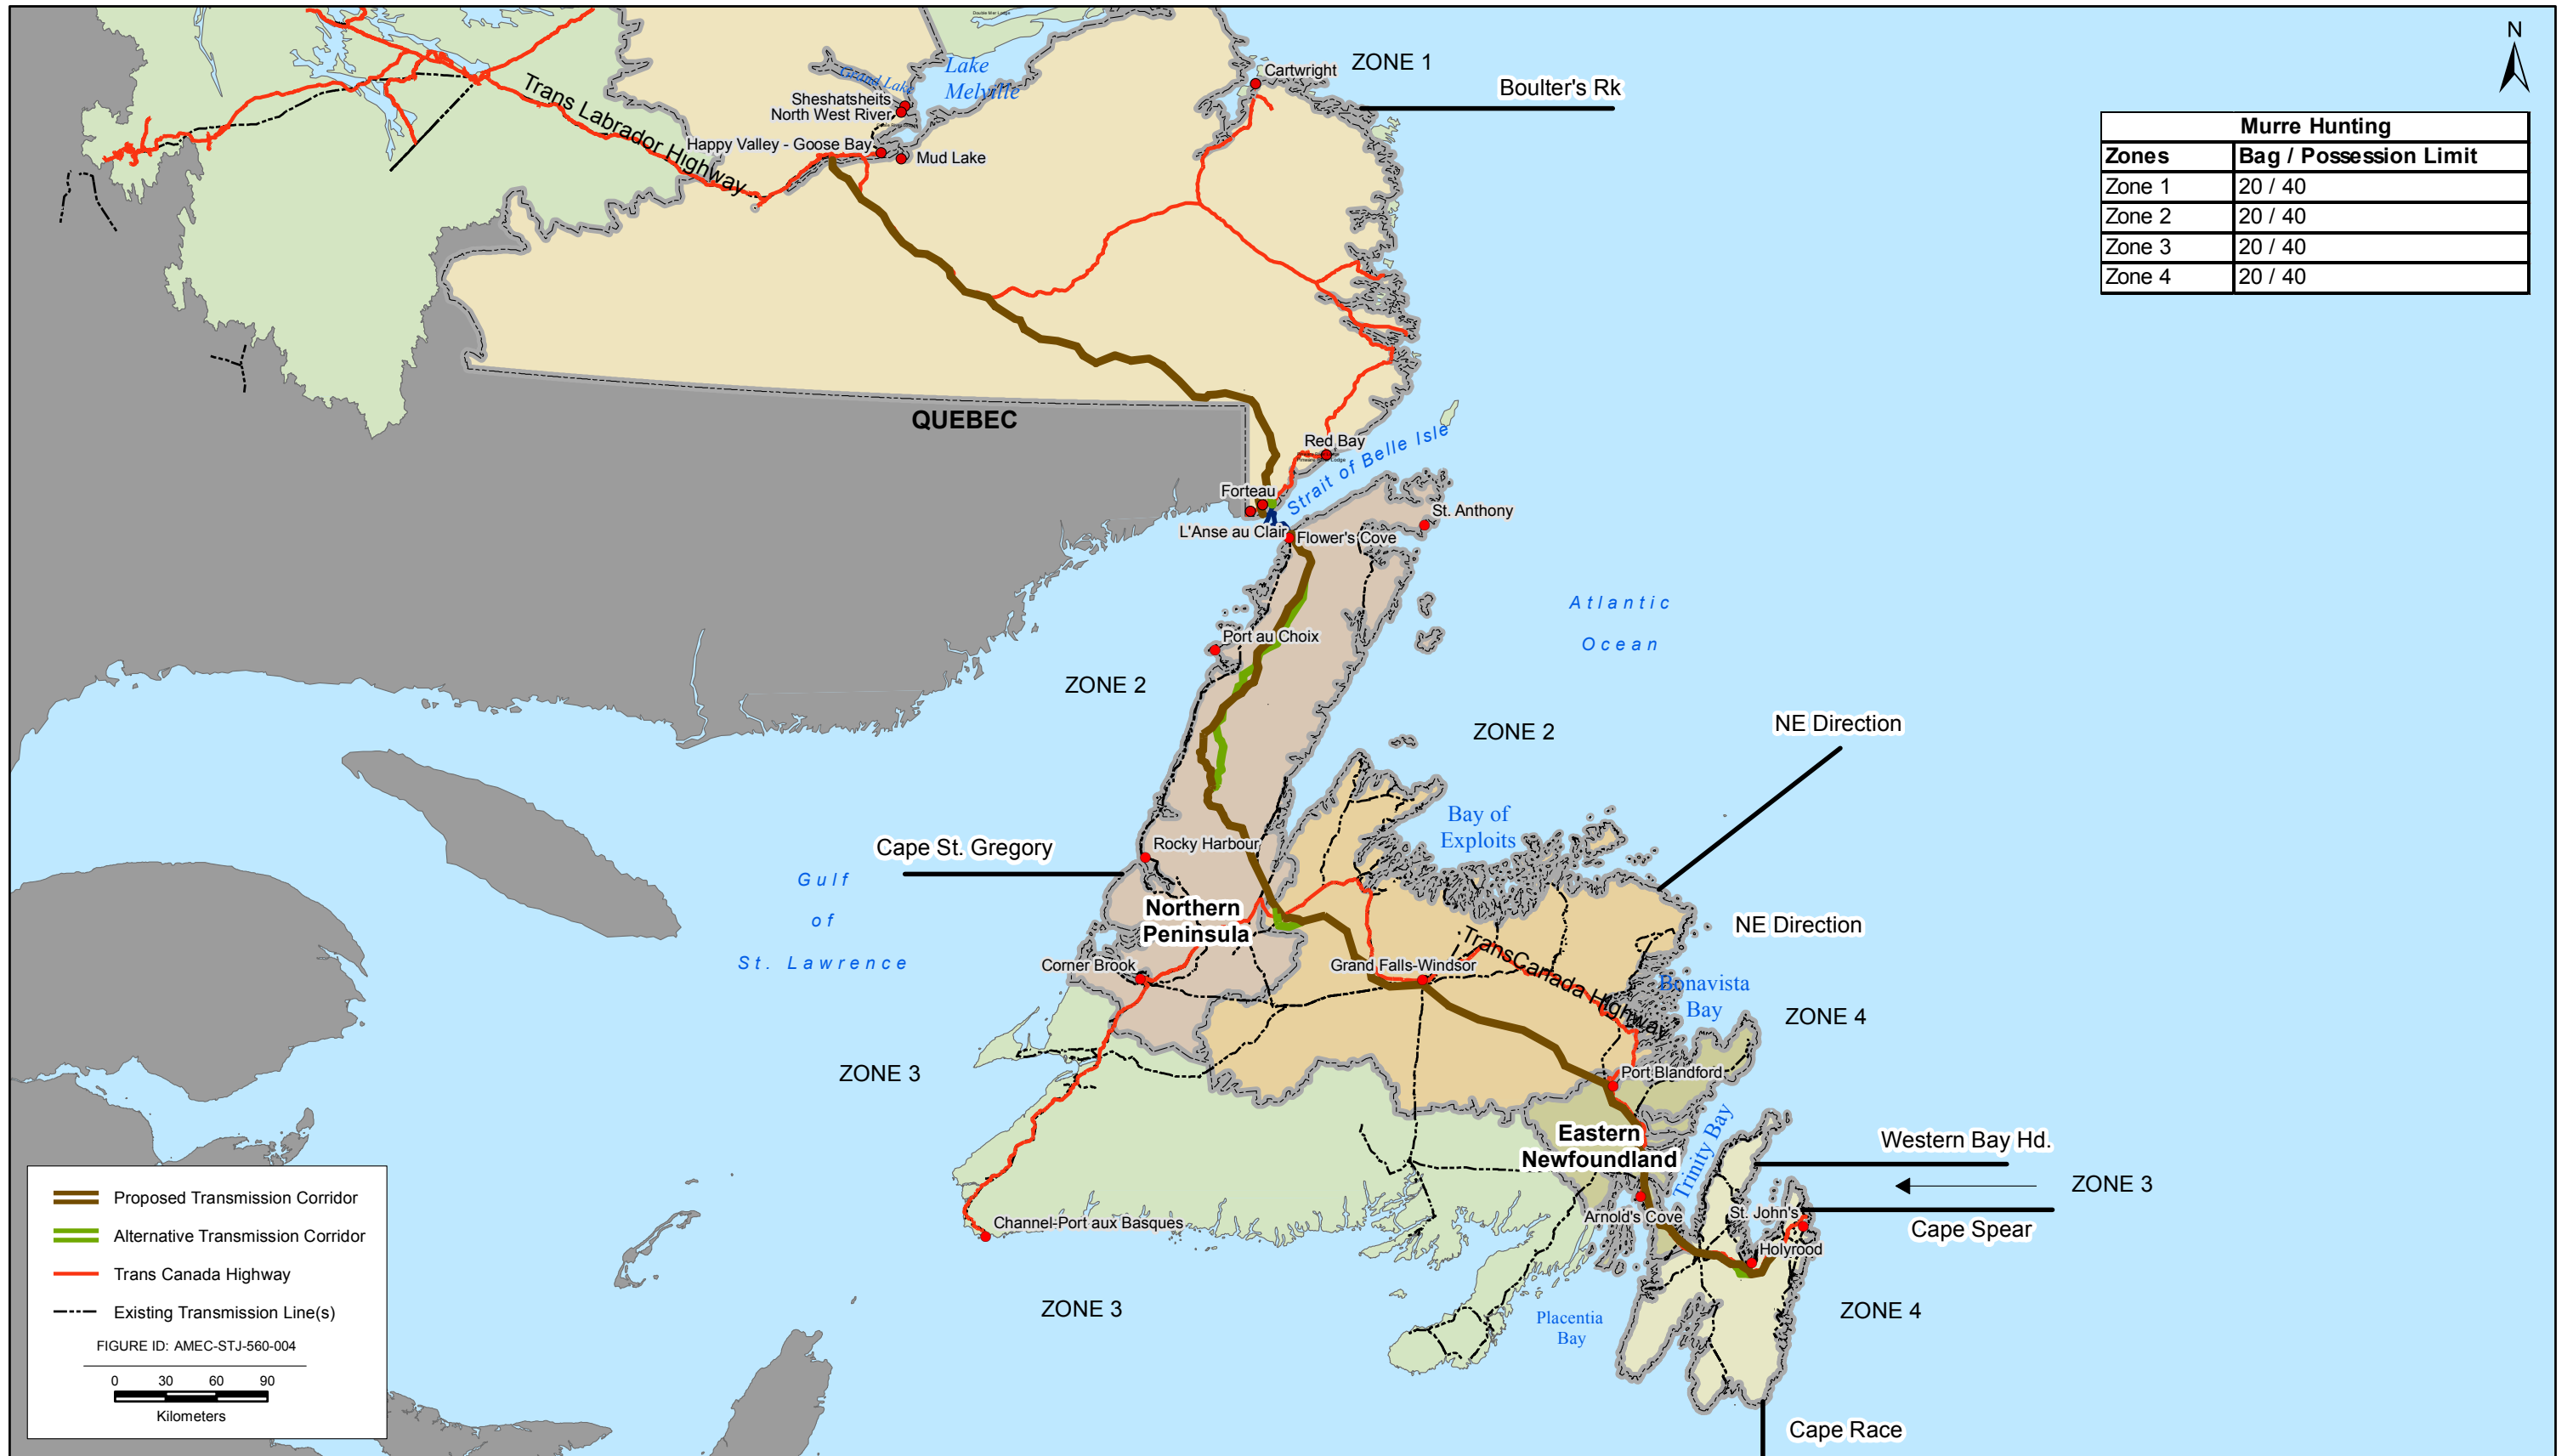 Double Mer Lodge
ZONE 1
N
Cartwright
Lake
Melville
Grand Lake
Boulter's Rk
Sheshatsheits
North West River
Trans Labrador Highway
Happy Valley - Goose Bay
Mud Lake
Murre Hunting
Zones Bag / Possession Limit
Zone 1 20 / 40
Zone 2 20 / 40
Zone 3 20 / 40
Zone 4 20 / 40
QUEBEC
Red Bay
Strait of Belle Isle
Forteau
L'Anse au Clair
St. Anthony
Flower's Cove
Atlantic
Ocean
Port au Choix
ZONE 2
ZONE 2
NE Direction
Bay of
Exploits
Rocky Harbour
Cape St. Gregory
Gulf
of
St. Lawrence
Northern
Peninsula
NE Direction
Corner Brook
Grand Falls-Windsor
TransCanada Highway
Bonavista
Bay
ZONE 4
ZONE 3
Port Blandford
Eastern
Newfoundland
Trinity Bay
Western Bay Hd.
ZONE 3
Channel-Port aux Basques
Arnold's Cove
St. John's
Cape Spear
Holyrood
ZONE 3
Placentia
Bay
ZONE 4
Cape Race
Proposed Transmission Corridor
Alternative Transmission Corridor
Trans Canada Highway
Existing Transmission Line(s)
FIGURE ID: AMEC-STJ-560-004
0 30 60 90
Kilometers